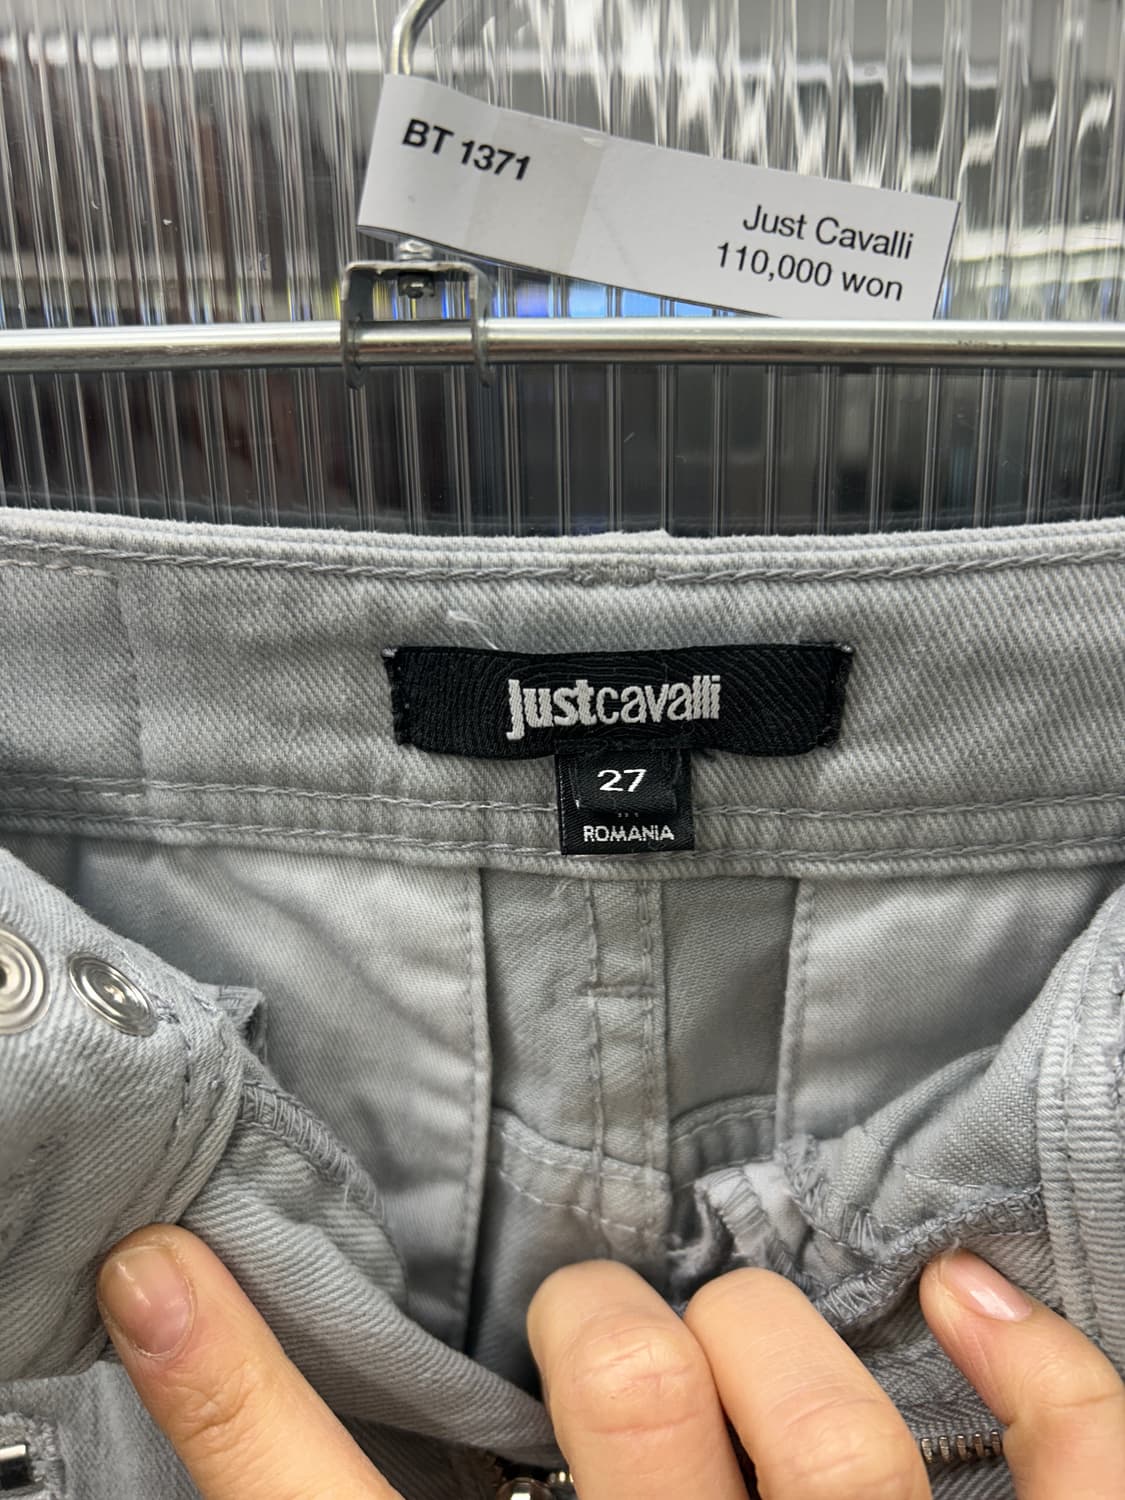 BT 1371
Just Cavalli
110,000 won
justcavalli
27
ROMANIA